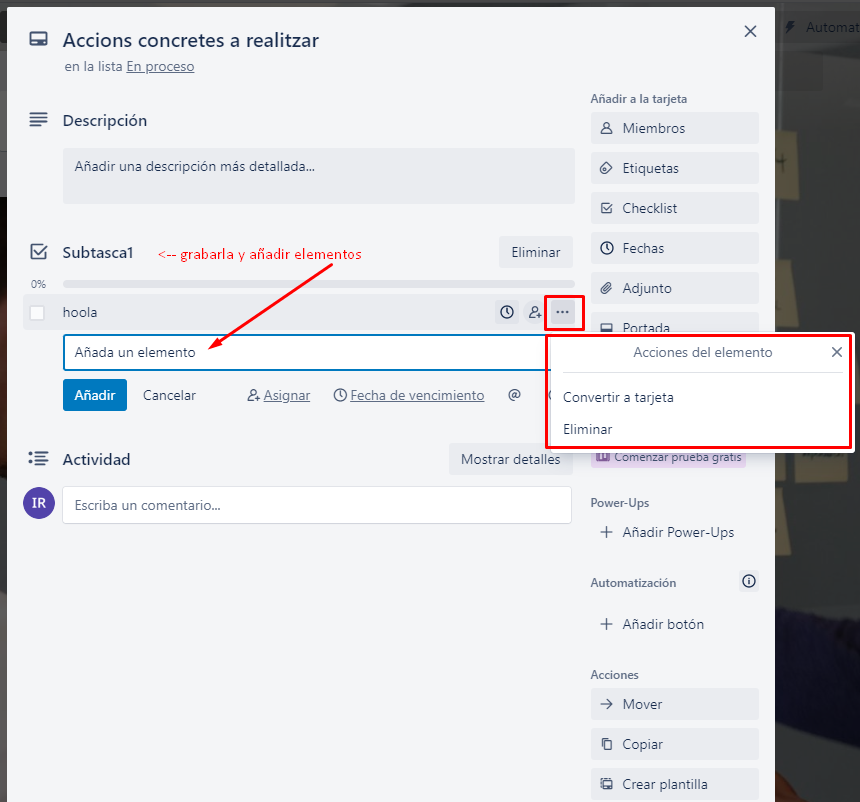 Accions concretes a realitzar
en la lista En proceso
Automat
Descripción
Añadir una descripción más detallada...
Subtasca1 <-- grabarla y añadir elementos
Eliminar
0%
hoola
Añada un elemento
Añadir Cancelar Asignar Fecha de vencimiento @
Actividad
Mostrar detalles
IR
Escriba un comentario...
Añadir a la tarjeta
Miembros
Etiquetas
Checklist
Fechas
Adjunto
Portada
Acciones del elemento
Convertir a tarjeta
Eliminar
Comenzar prueba gratis
Power-Ups
+ Añadir Power-Ups
Automatización
+ Añadir botón
Acciones
Mover
Copiar
Crear plantilla